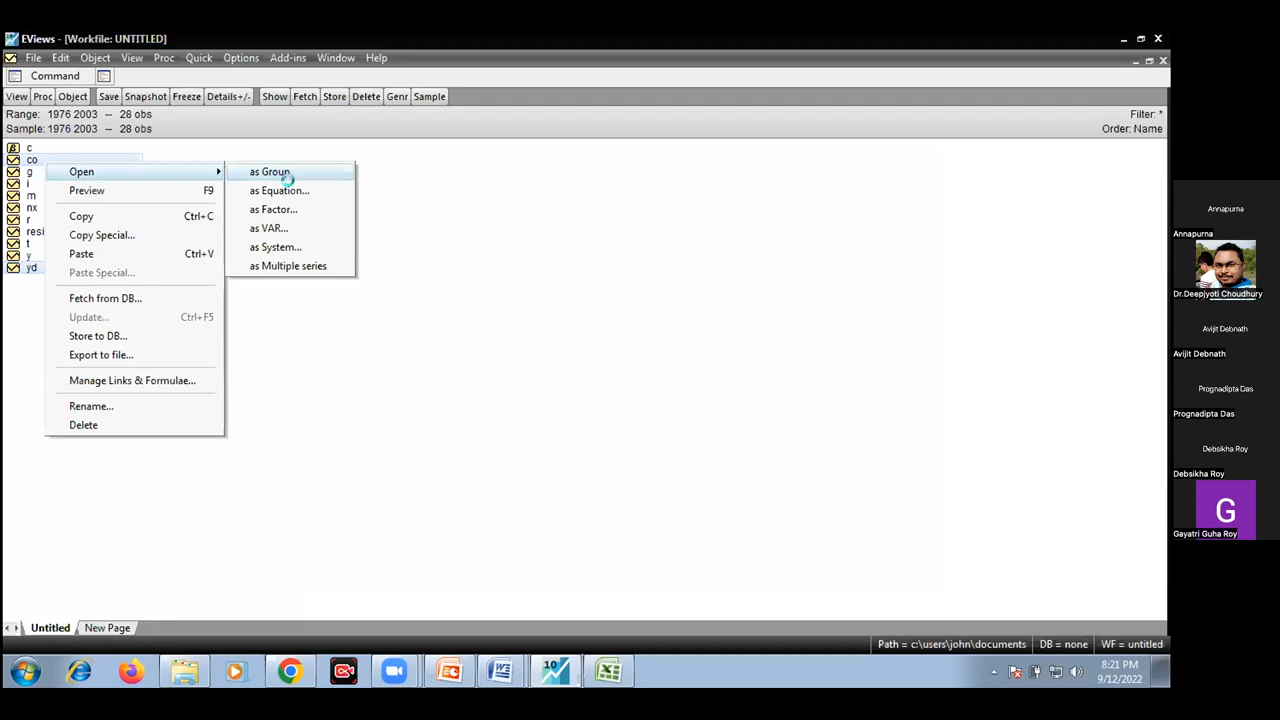 EViews - [Workfile: UNTITLED]
File Edit Object View Proc Quick Options Add-ins Window Help
Command
View Proc Object Save Snapshot Freeze Details+/- Show Fetch Store Delete Genr Sample
Range: 1976 2003 -- 28 obs Filter: *
Sample: 1976 2003 -- 28 obs Order: Name
c
co
g
i
m
nx
r
resi
t
y
yd
Open
Preview F9
Copy Ctrl+C
Copy Special...
Paste Ctrl+V
Paste Special...
Fetch from DB...
Update... Ctrl+F5
Store to DB...
Export to file...
Manage Links & Formulae...
Rename...
Delete
as Group
as Equation...
as Factor...
as VAR...
as System...
as Multiple series
Annapurna
Annapurna
Dr.Deepjyoti Choudhury
Avijit Debnath
Avijit Debnath
Prognadipta Das
Prognadipta Das
Debsikha Roy
Debsikha Roy
G
Gayatri Guha Roy
Untitled New Page
Path = c:\users\john\documents DB = none WF = untitled
10
8:21 PM
9/12/2022